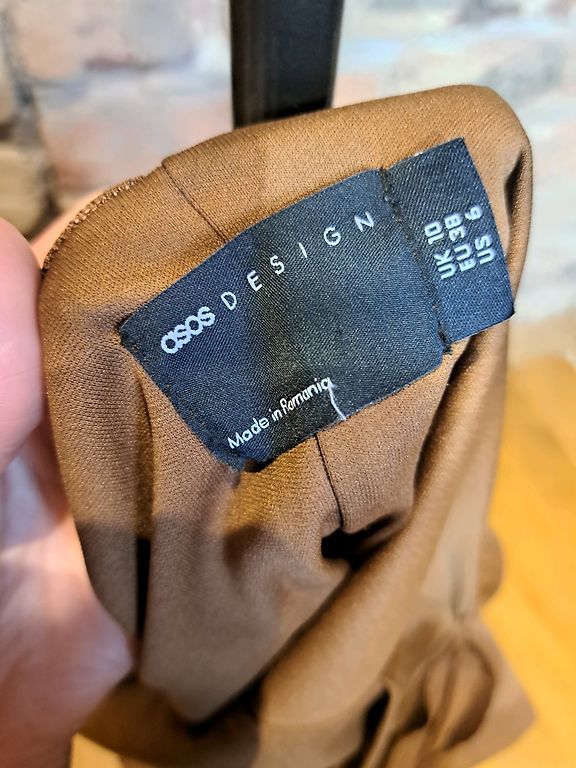 asos DESIGN
Made in Romania
UK 10
EU 38
US 6